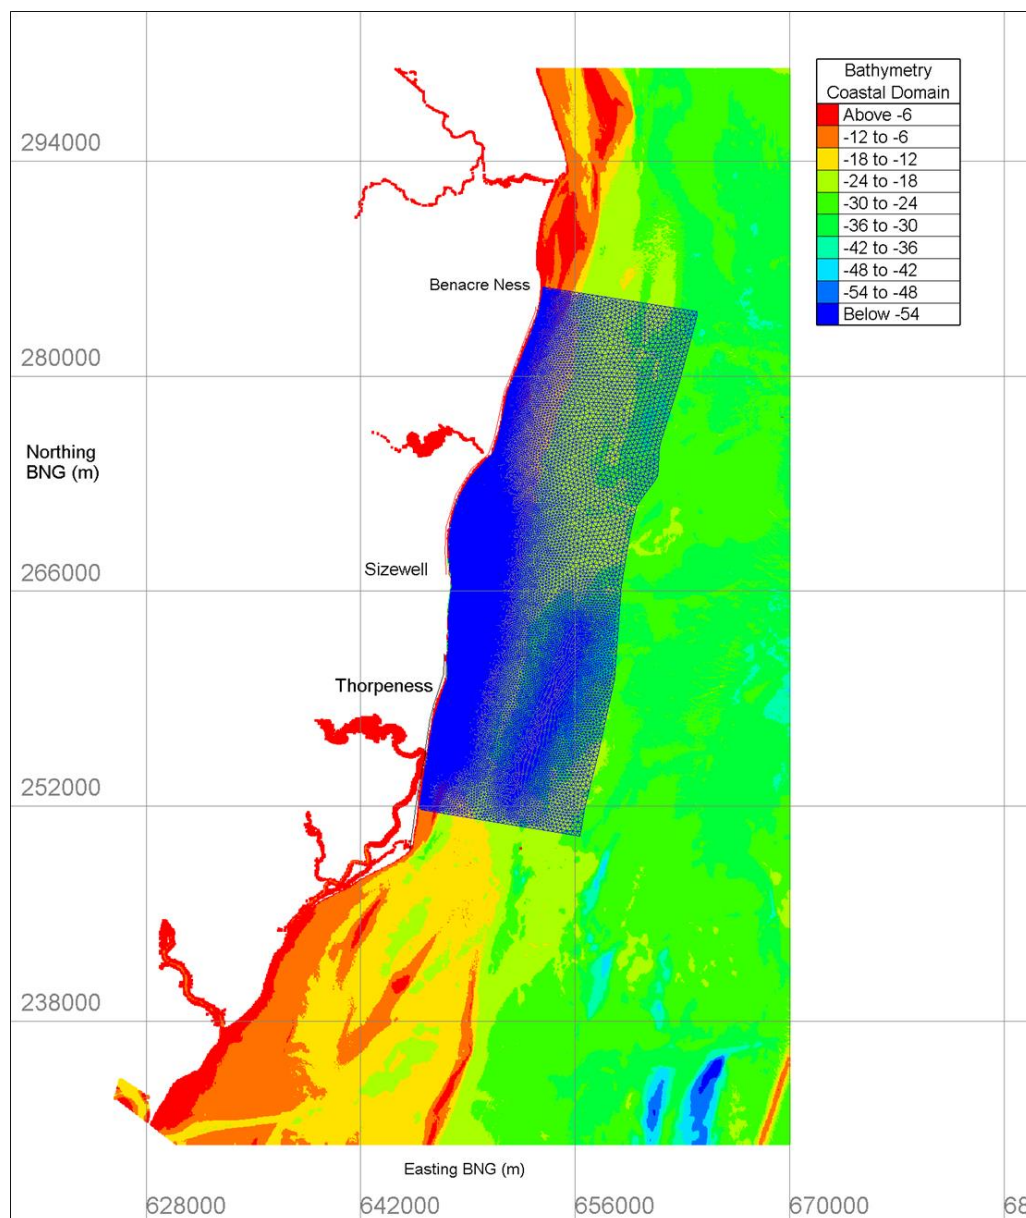 Bathymetry
Coastal Domain
Above -6
-12 to -6
-18 to -12
-24 to -18
-30 to -24
-36 to -30
-42 to -36
-48 to -42
-54 to -48
Below -54
294000
Benacre Ness
280000
Northing
BNG (m)
Sizewell
266000
Thorpeness
252000
238000
Easting BNG (m)
628000 642000 656000 670000 68